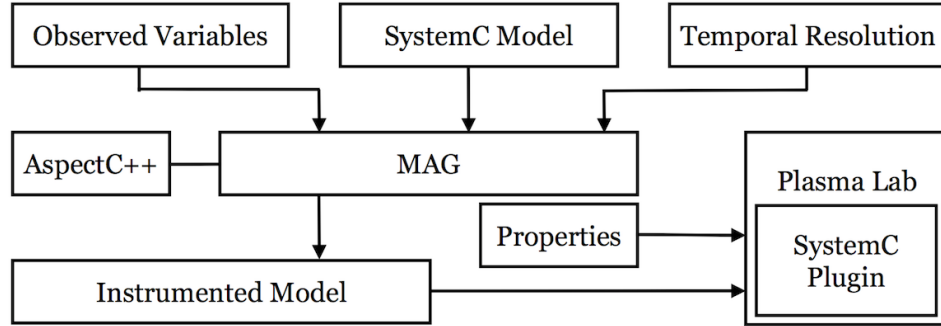 Observed Variables
SystemC Model
Temporal Resolution
AspectC++
MAG
Plasma Lab
Properties
SystemC
Plugin
Instrumented Model